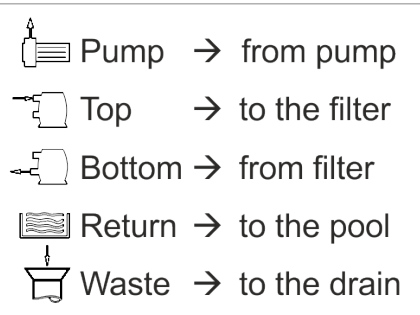 Pump → from pump
Top → to the filter
Bottom → from filter
Return → to the pool
Waste → to the drain